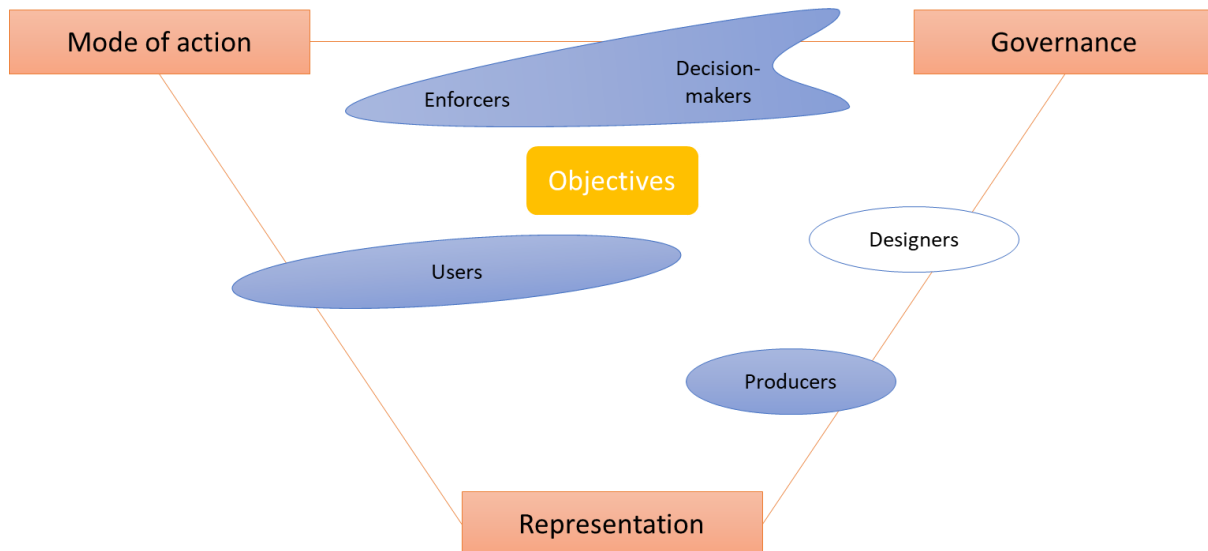 Mode of action
Governance
Decision-
makers
Enforcers
Objectives
Designers
Users
Producers
Representation